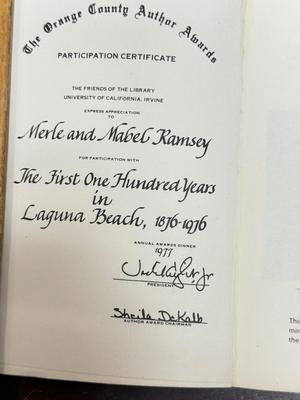 The Orange County Author Awards
PARTICIPATION CERTIFICATE
THE FRIENDS OF THE LIBRARY
UNIVERSITY OF CALIFORNIA, IRVINE
EXPRESS APPRECIATION
TO
Merle and Mabel Ramsey
FOR PARTICIPATION WITH
The First One Hundred Years
in
Laguna Beach, 1876-1976
ANNUAL AWARDS DINNER
1977
Jr.
PRESIDENT
Sheila DeKalb
AUTHOR AWARD CHAIRMAN
the